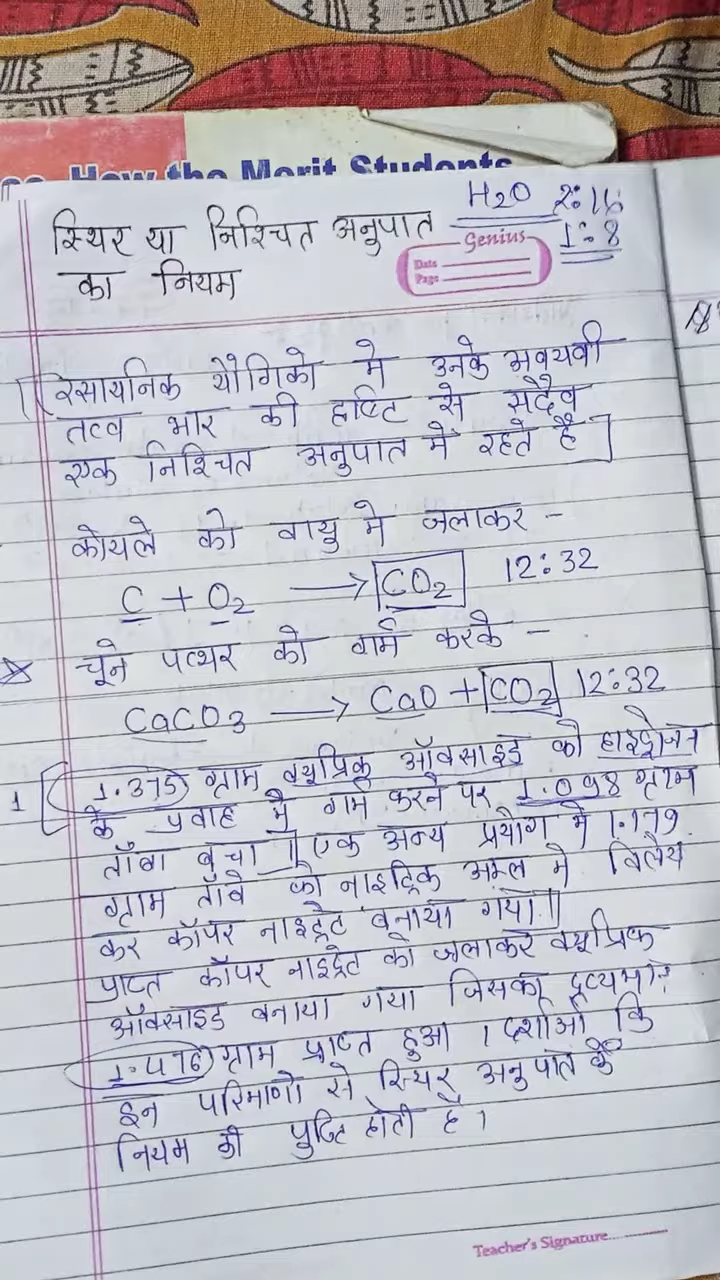 How the Merit Students
H2O 2:16
स्थिर या निश्चित अनुपात 1:8
Genius
Date
Page
का नियम
रसायनिक यौगिको मे उनके अवयवी
तत्व भार की दृष्टि से सदैव
एक निश्चित अनुपात में रहते है
कोयले को वायु मे जलाकर -
C + O2 → CO2 12:32
चूने पत्थर को गर्म करके -
CaCO3 → CaO + CO2 12:32
1 1.375 ग्राम क्यूप्रिक ऑक्साइड को हाइड्रोजन
के प्रवाह में गर्म करने पर 1.098 ग्राम
ताँबा बचा । एक अन्य प्रयोग में 1.179
ग्राम ताँबे को नाइट्रिक अम्ल मे विलेय
कर कॉपर नाइट्रेट बनाया गया।
प्राप्त कॉपर नाइट्रेट को जलाकर क्यूप्रिक
ऑक्साइड बनाया गया जिसका द्रव्यमान
1.476 ग्राम प्राप्त हुआ । दर्शाओ कि
इन परिमाणो से स्थिर अनुपात के
नियम की पुष्टि होती है।
Teacher's Signature